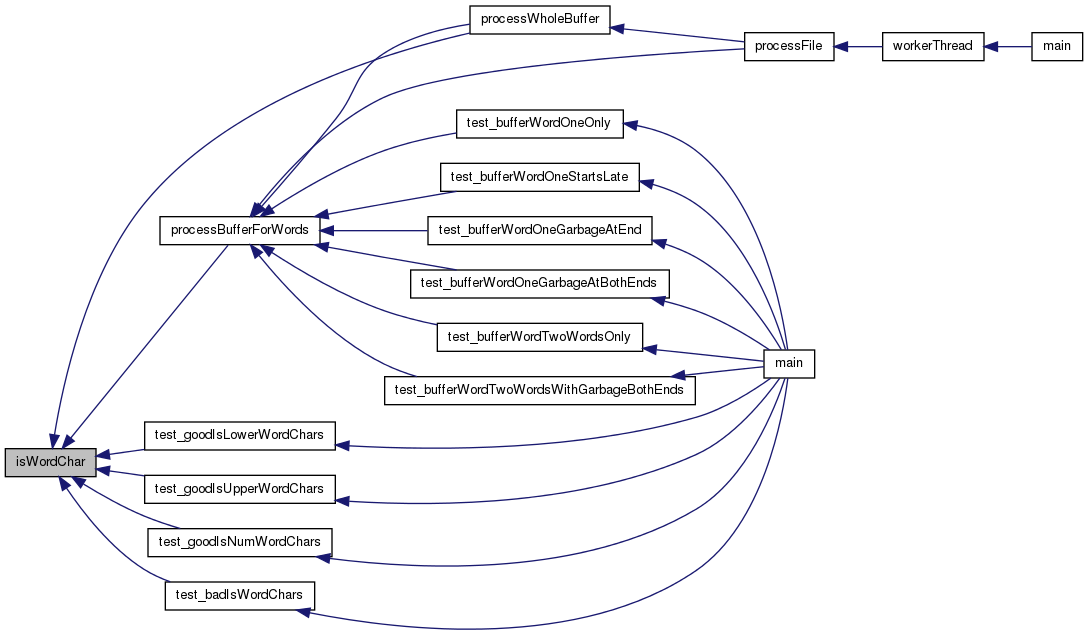 processWholeBuffer
processFile
workerThread
main
test_bufferWordOneOnly
test_bufferWordOneStartsLate
processBufferForWords
test_bufferWordOneGarbageAtEnd
test_bufferWordOneGarbageAtBothEnds
test_bufferWordTwoWordsOnly
main
test_bufferWordTwoWordsWithGarbageBothEnds
test_goodIsLowerWordChars
isWordChar
test_goodIsUpperWordChars
test_goodIsNumWordChars
test_badIsWordChars